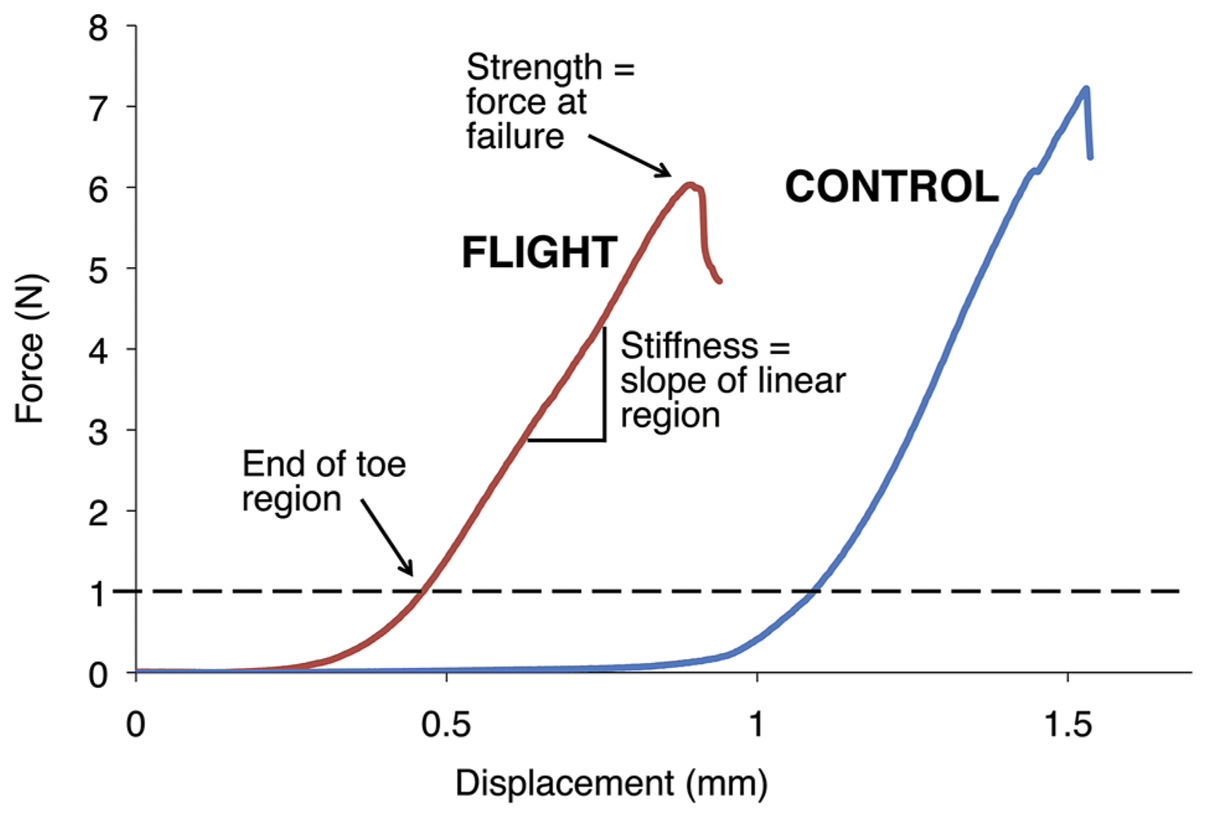 8
7
6
5
4
3
2
1
0
Force (N)
Strength =
force at
failure
FLIGHT
CONTROL
Stiffness =
slope of linear
region
End of toe
region
0
0.5
1
1.5
Displacement (mm)